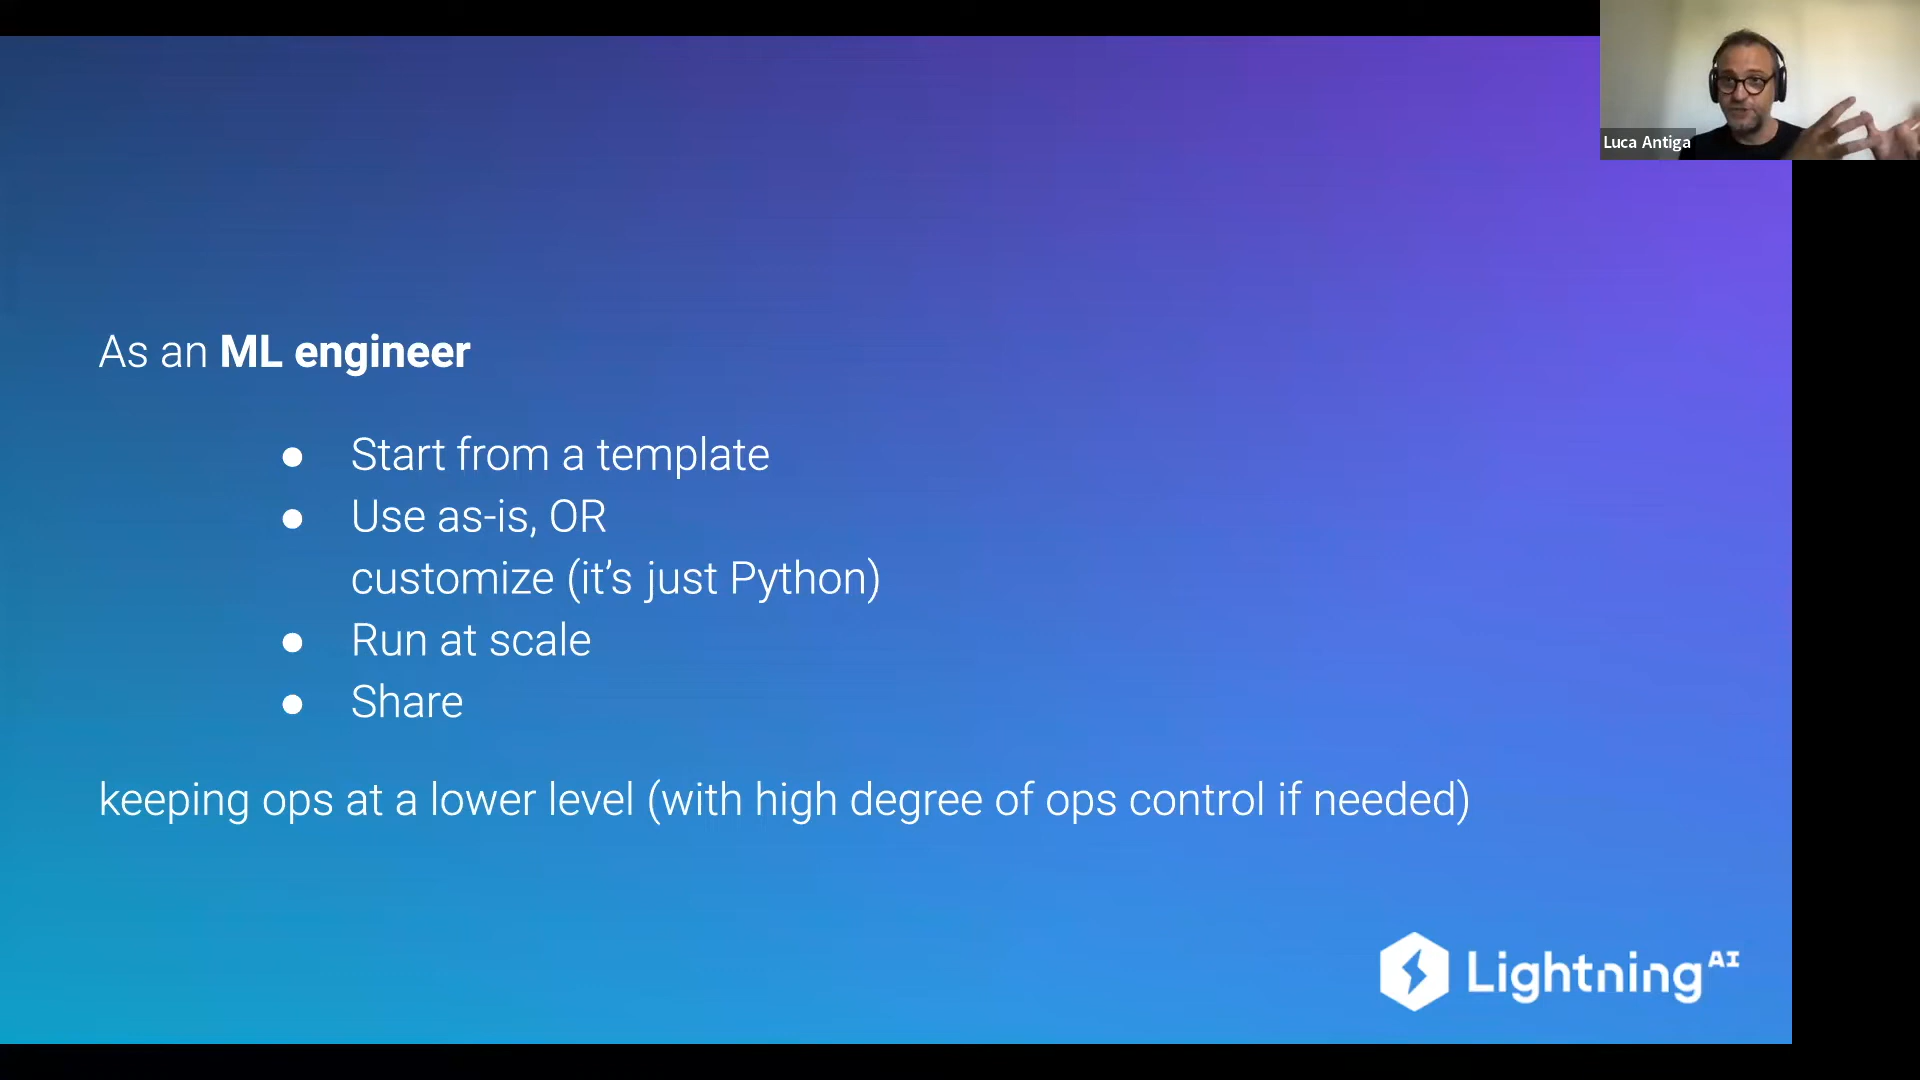 Luca Antiga
As an ML engineer
● Start from a template
● Use as-is, OR
customize (it’s just Python)
● Run at scale
● Share
keeping ops at a lower level (with high degree of ops control if needed)
Lightning AI